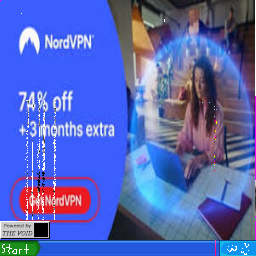 NordVPN
74% off
+ 3 months extra
Get NordVPN
Powered by
THE VOID
Start